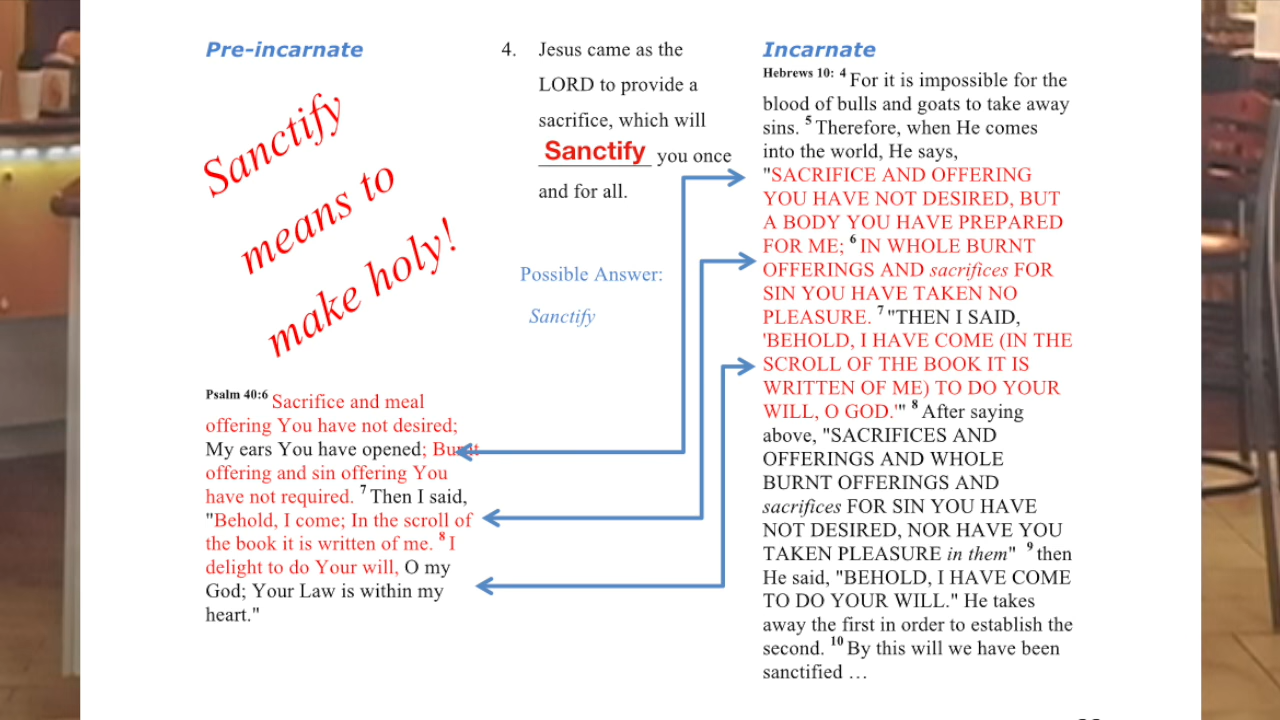 Pre-incarnate
Sanctify
means to
make holy!
Psalm 40:6 Sacrifice and meal
offering You have not desired;
My ears You have opened; Burnt
offering and sin offering You
have not required. 7 Then I said,
"Behold, I come; In the scroll of
the book it is written of me. 8 I
delight to do Your will, O my
God; Your Law is within my
heart."
4. Jesus came as the
LORD to provide a
sacrifice, which will
Sanctify you once
and for all.
Possible Answer:
Sanctify
Incarnate
Hebrews 10: 4 For it is impossible for the
blood of bulls and goats to take away
sins. 5 Therefore, when He comes
into the world, He says,
"SACRIFICE AND OFFERING
YOU HAVE NOT DESIRED, BUT
A BODY YOU HAVE PREPARED
FOR ME; 6 IN WHOLE BURNT
OFFERINGS AND sacrifices FOR
SIN YOU HAVE TAKEN NO
PLEASURE. 7 "THEN I SAID,
'BEHOLD, I HAVE COME (IN THE
SCROLL OF THE BOOK IT IS
WRITTEN OF ME) TO DO YOUR
WILL, O GOD.'" 8 After saying
above, "SACRIFICES AND
OFFERINGS AND WHOLE
BURNT OFFERINGS AND
sacrifices FOR SIN YOU HAVE
NOT DESIRED, NOR HAVE YOU
TAKEN PLEASURE in them" 9 then
He said, "BEHOLD, I HAVE COME
TO DO YOUR WILL." He takes
away the first in order to establish the
second. 10 By this will we have been
sanctified …